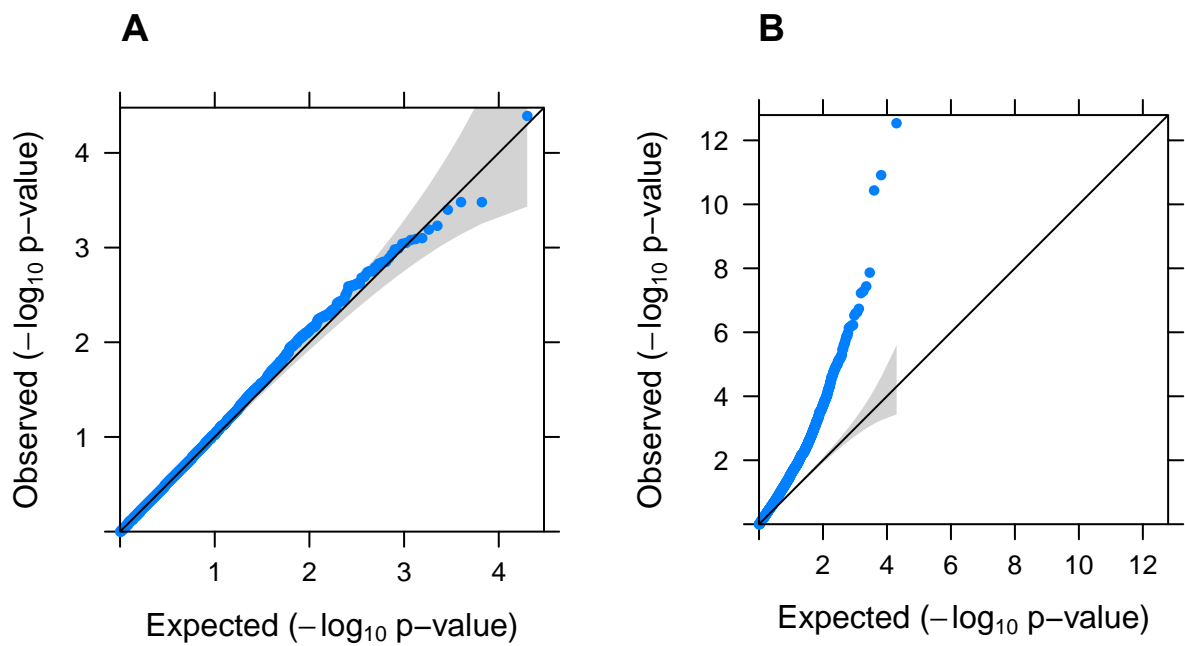 A
Observed (−log10 p−value)
4
3
2
1
1 2 3 4
Expected (−log10 p−value)
B
Observed (−log10 p−value)
12
10
8
6
4
2
2 4 6 8 10 12
Expected (−log10 p−value)